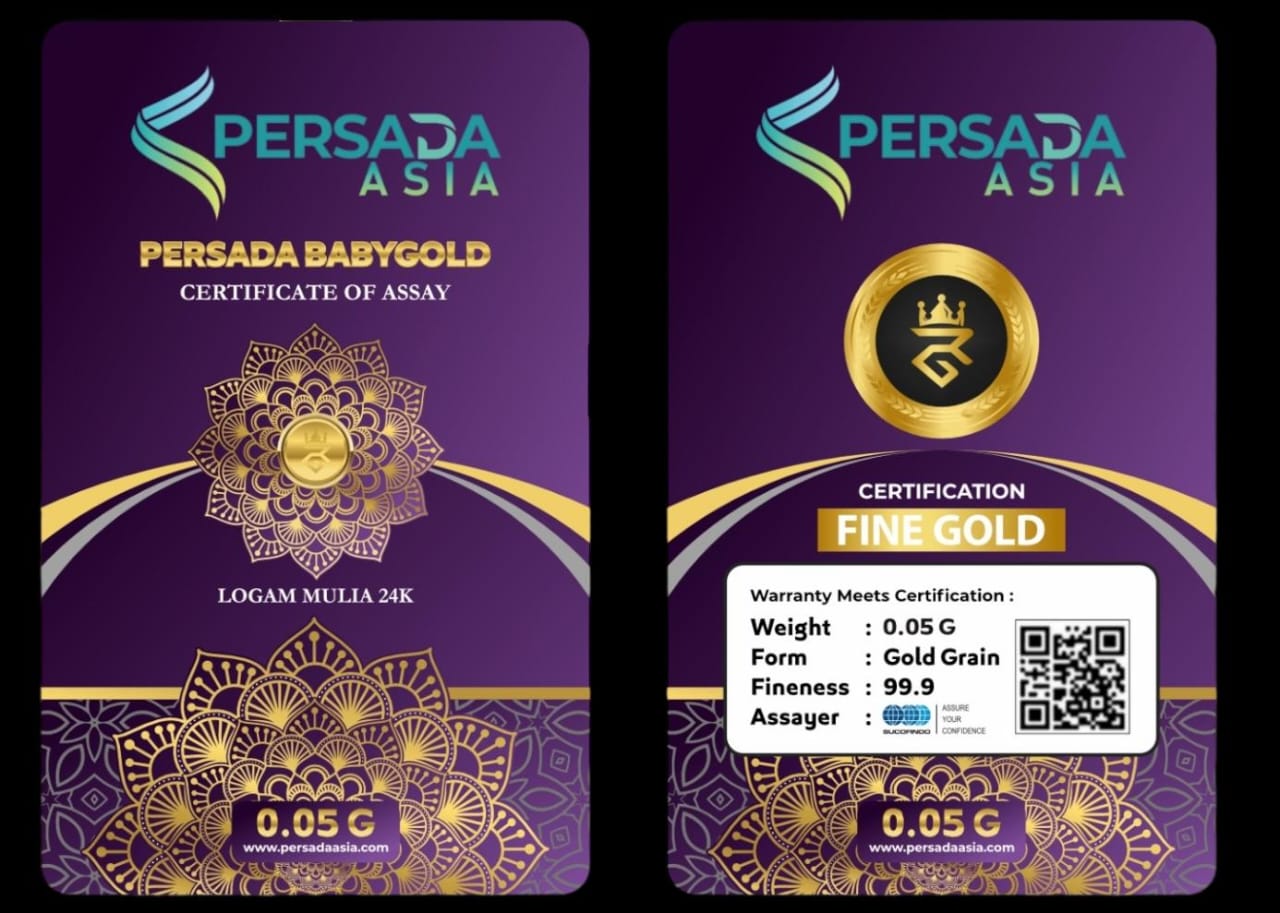 PERSADA
ASIA
PERSADA BABYGOLD
CERTIFICATE OF ASSAY
LOGAM MULIA 24K
0.05 G
www.persadaasia.com
PERSADA
ASIA
CERTIFICATION
FINE GOLD
Warranty Meets Certification :
Weight : 0.05 G
Form : Gold Grain
Fineness : 99.9
Assayer : SUCOFINDO ASSURE YOUR CONFIDENCE
0.05 G
www.persadaasia.com